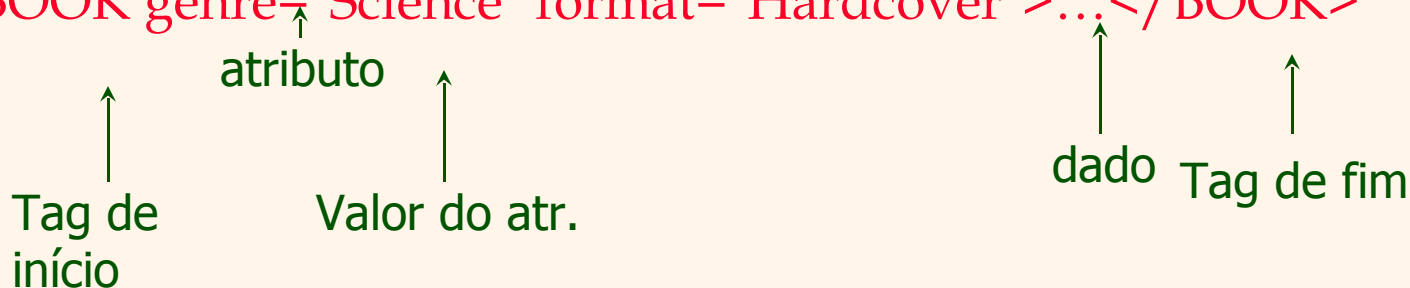 BOOK genre= Science format= Hardcover >…</BOOK>
atributo
dado
Tag de fim
Tag de
início
Valor do atr.